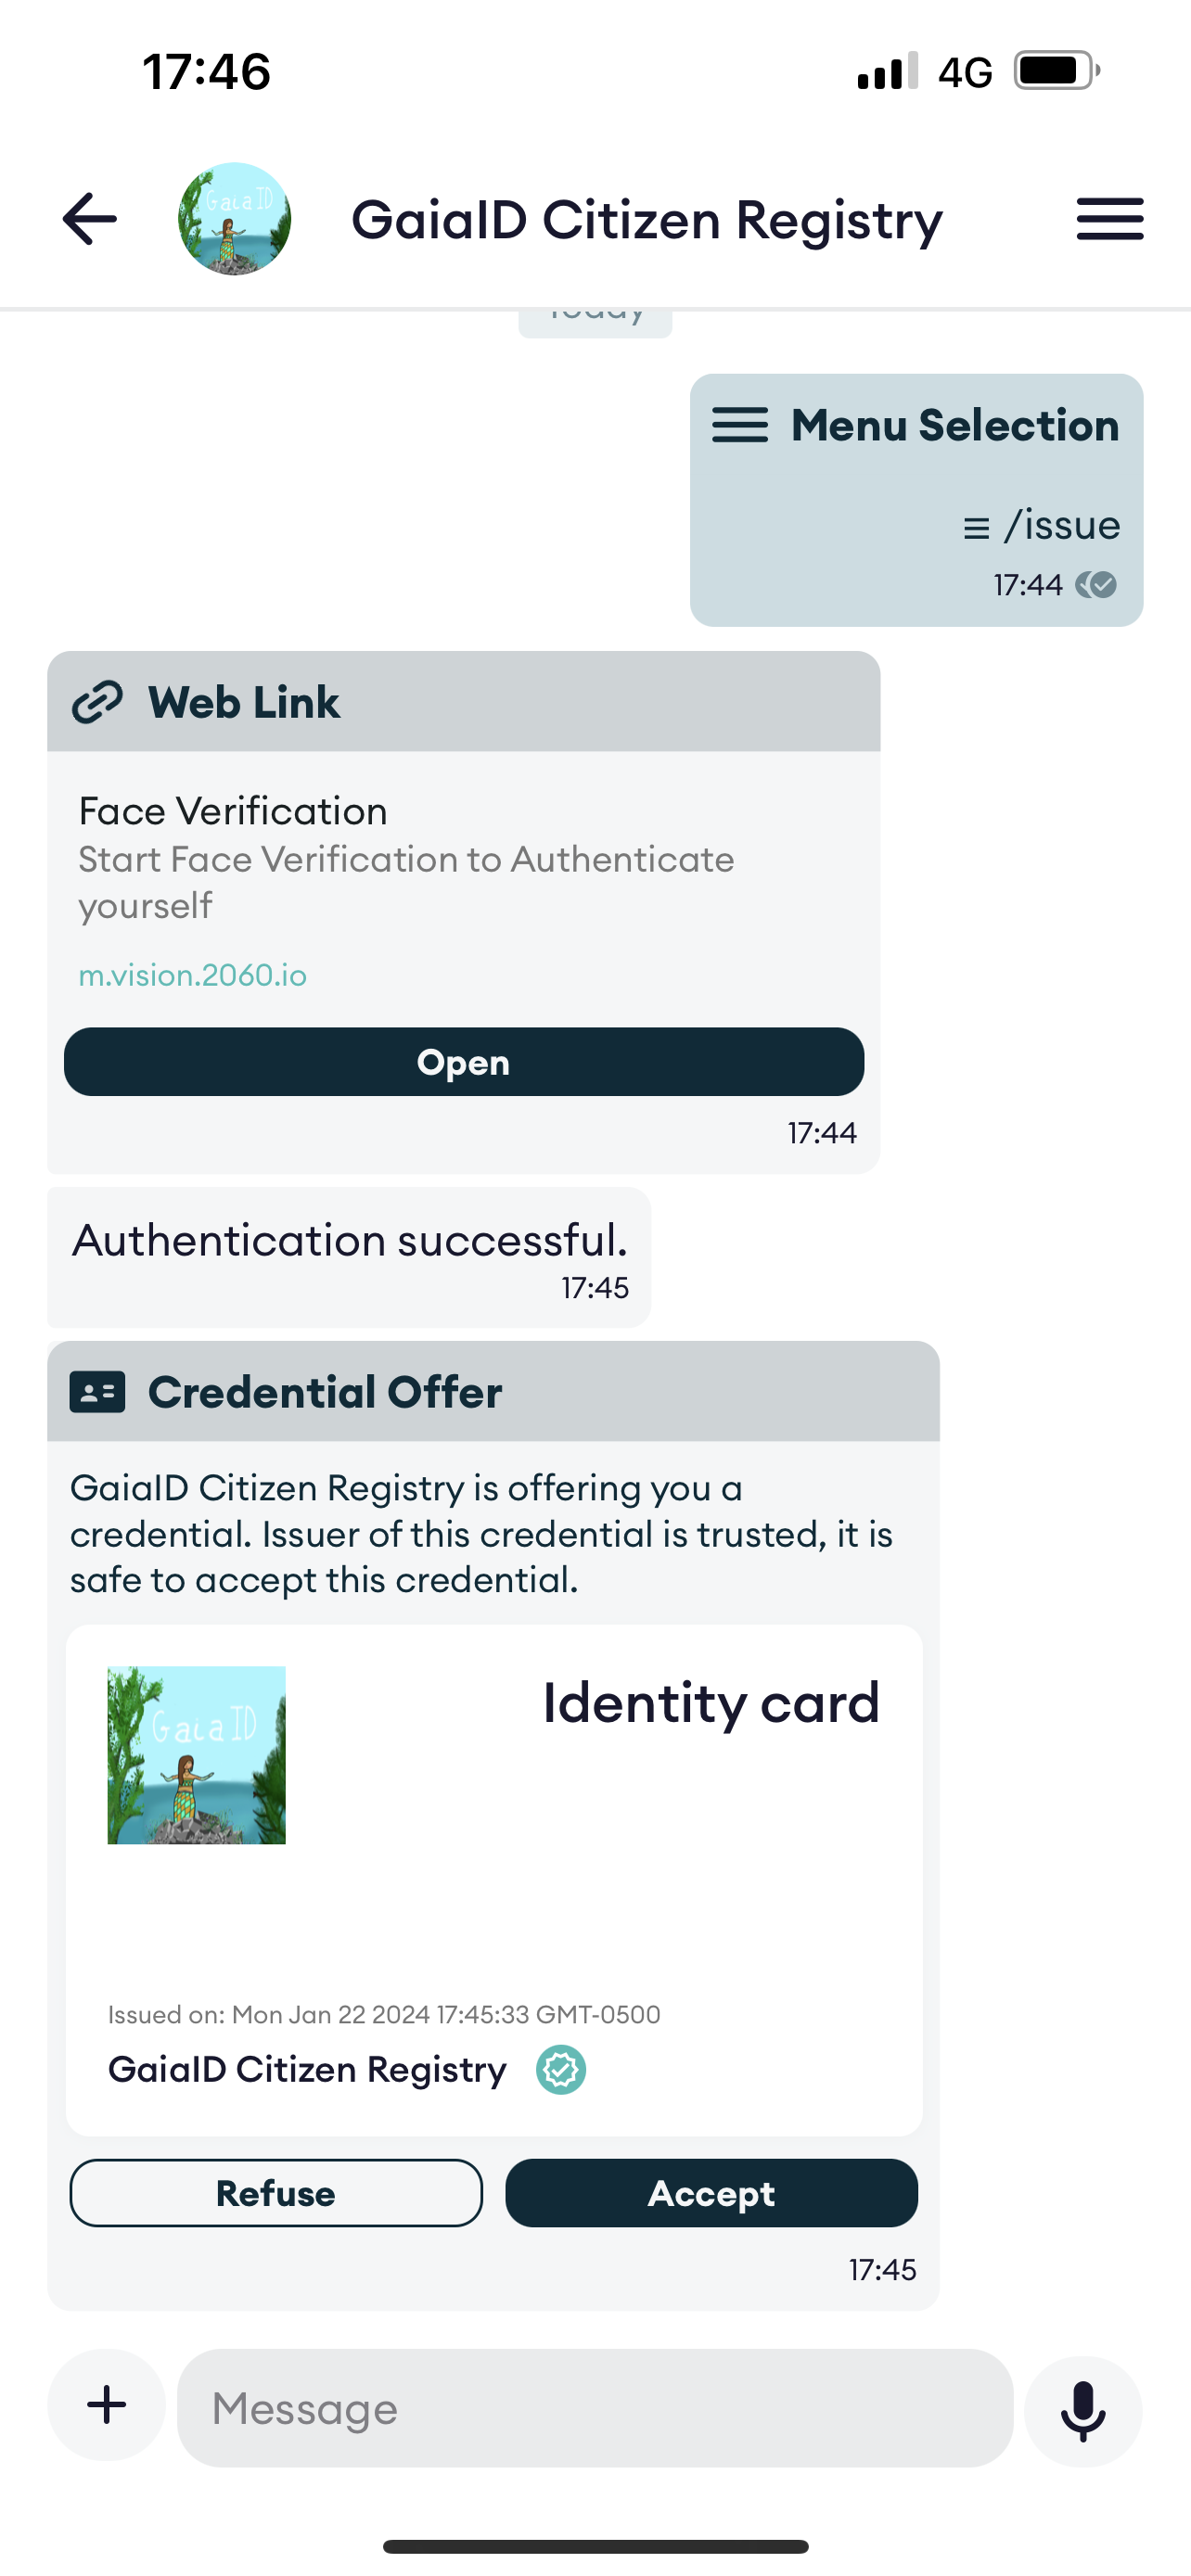 17:46
4G
Gaia ID
GaiaID Citizen Registry
Today
Menu Selection
/issue
17:44
Web Link
Face Verification
Start Face Verification to Authenticate
yourself
m.vision.2060.io
Open
17:44
Authentication successful.
17:45
Credential Offer
GaiaID Citizen Registry is offering you a
credential. Issuer of this credential is trusted, it is
safe to accept this credential.
Gaia ID
Identity card
Issued on: Mon Jan 22 2024 17:45:33 GMT-0500
GaiaID Citizen Registry
Refuse
Accept
17:45
Message